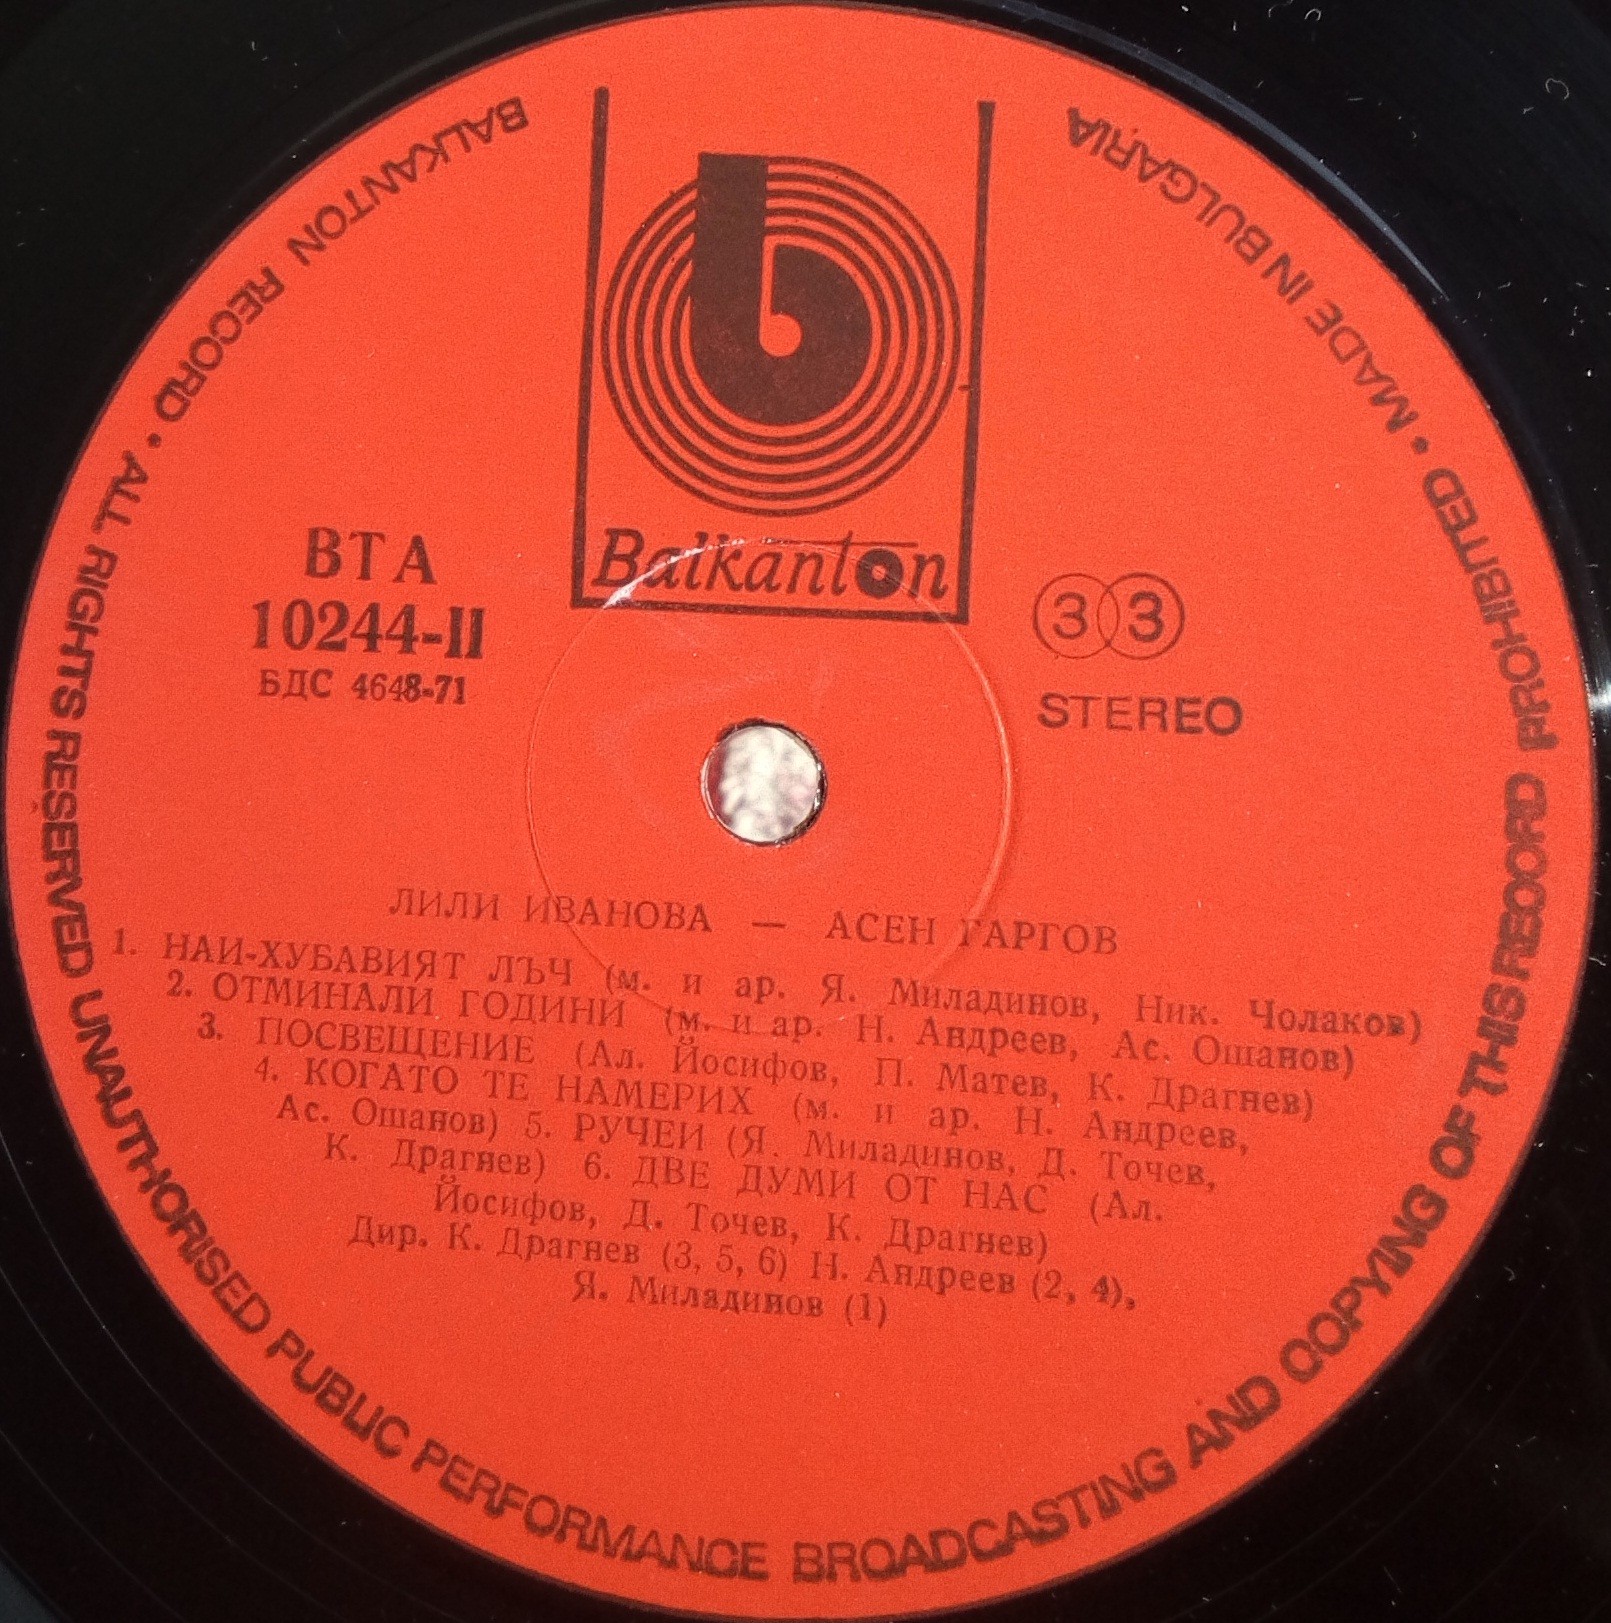 BALKANTON RECORD • ALL RIGHTS RESERVED UNAUTHORISED PUBLIC PERFORMANCE BROADCASTING AND COPYING OF THIS RECORD PROHIBITED • MADE IN BULGARIA
Balkanton
ВТА
10244-II
БДС 4648-71
33
STEREO
ЛИЛИ ИВАНОВА — АСЕН ГАРГОВ
1. НАИ-ХУБАВИЯТ ЛЪЧ (м. и ар. Я. Миладинов, Ник. Чолаков)
2. ОТМИНАЛИ ГОДИНИ (м. и ар. Н. Андреев, Ас. Ошанов)
3. ПОСВЕЩЕНИЕ (Ал. Йосифов, П. Матев, К. Драгнев)
4. КОГАТО ТЕ НАМЕРИХ (м. и ар. Н. Андреев,
Ас. Ошанов) 5. РУЧЕИ (Я. Миладинов, Д. Точев,
К. Драгнев) 6. ДВЕ ДУМИ ОТ НАС (Ал.
Йосифов, Д. Точев, К. Драгнев)
Дир. К. Драгнев (3, 5, 6) Н. Андреев (2, 4),
Я. Миладинов (1)